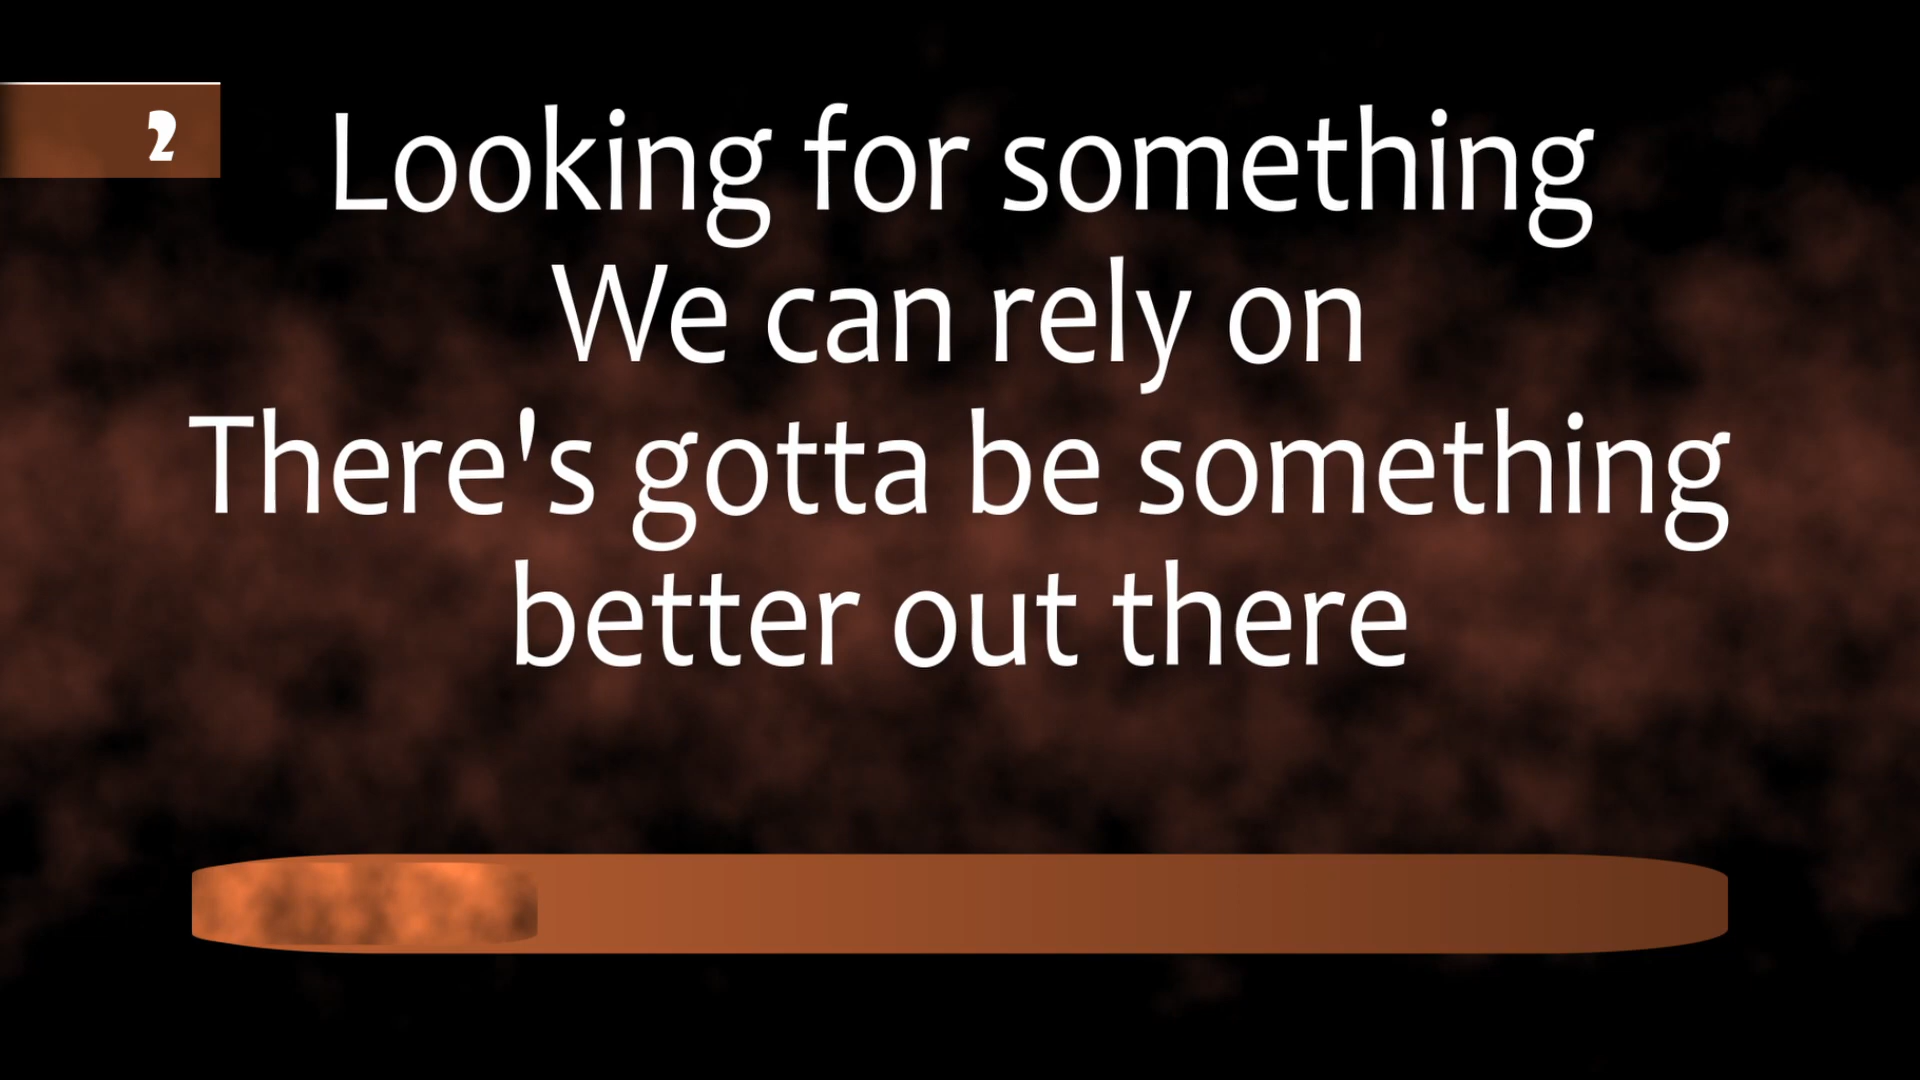 2
Looking for something
We can rely on
There's gotta be something
better out there